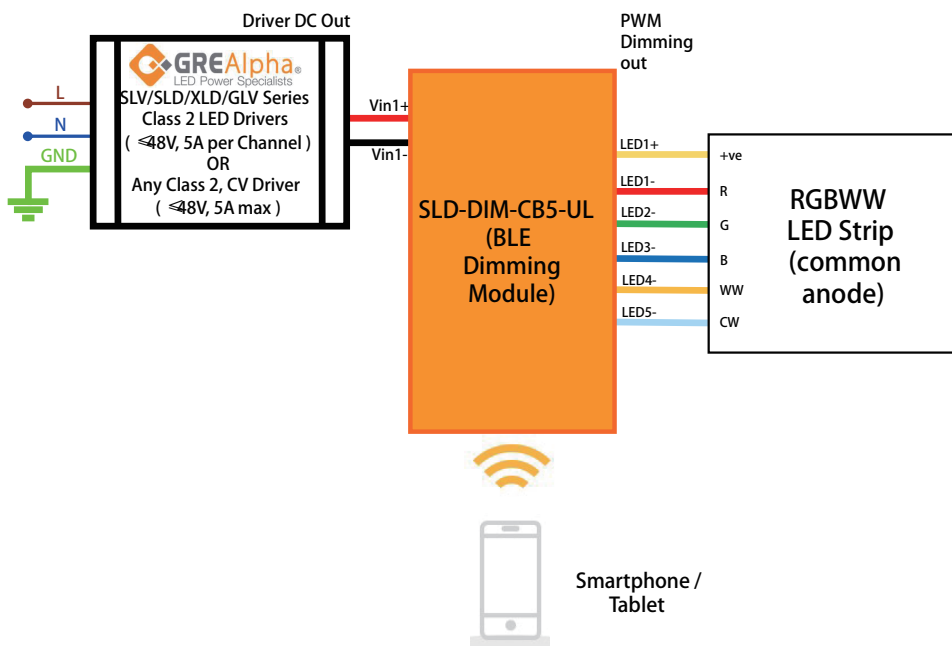 Driver DC Out
GREAlpha®
LED Power Specialists
SLV/SLD/XLD/GLV Series
Class 2 LED Drivers
( ≤48V, 5A per Channel )
OR
Any Class 2, CV Driver
( ≤48V, 5A max )
L
N
GND
Vin1+
Vin1-
SLD-DIM-CB5-UL
(BLE
Dimming
Module)
PWM
Dimming
out
LED1+
LED1-
LED2-
LED3-
LED4-
LED5-
+ve
R
G
B
WW
CW
RGBWW
LED Strip
(common
anode)
Smartphone /
Tablet